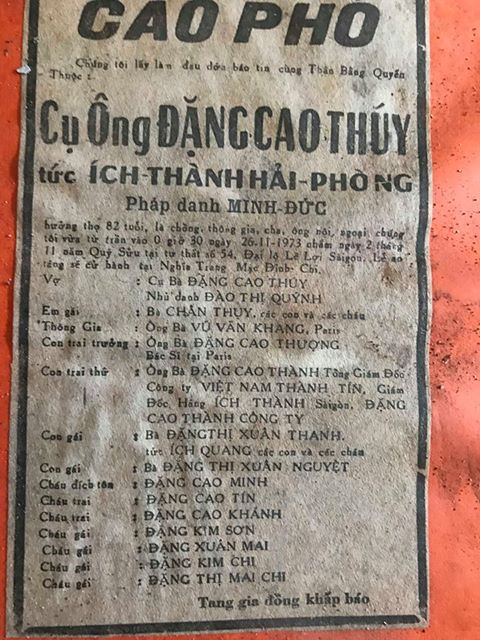 CÁO PHÓ
Chúng tôi lấy làm đau đớn báo tin cùng Thân Bằng Quyến
Thuộc :
Cụ Ông ĐẶNG CAO THÚY
tức ÍCH-THÀNH HẢI-PHÒNG
Pháp danh MINH-ĐỨC
hưởng thọ 82 tuổi, là chồng, thông gia, cha, ông nội, ngoại chúng
tôi vừa từ trần vào 0 giờ 30 ngày 26-11-1973 nhằm ngày 2 tháng
11 năm Quý Sửu tại tư thất số 54, Đại lộ Lê Lợi Saigon. Lễ an
táng sẽ cử hành tại Nghĩa Trang Mạc Đĩnh Chi.
Vợ : Cụ Bà ĐẶNG CAO THÚY
Nhũ danh ĐÀO THỊ QUỲNH
Em gái : Bà CHẤN THỤY, các con và các cháu
Thông Gia : Ông Bà VŨ VĂN KHANG, Paris
Con trai trưởng : Ông Bà ĐẶNG CAO THƯỢNG
Bác Sĩ tại Paris
Con trai thứ : Ông Bà ĐẶNG CAO THÀNH Tổng Giám Đốc
Công ty VIỆT NAM THÀNH TÍN, Giám
Đốc Hãng ÍCH THÀNH Sàigòn, ĐẶNG
CAO THÀNH CÔNG TY
Con gái : Bà ĐẶNG THỊ XUÂN THANH,
tức ÍCH QUANG các con và các cháu
Con gái : Bà ĐẶNG THỊ XUÂN NGUYỆT
Cháu đích tôn : ĐẶNG CAO MINH
Cháu trai : ĐẶNG CAO TÍN
Cháu trai : ĐẶNG CAO KHÁNH
Cháu gái : ĐẶNG KIM SƠN
Cháu gái : ĐẶNG XUÂN MAI
Cháu gái : ĐẶNG KIM CHI
Cháu gái : ĐẶNG THỊ MAI CHI
Tang gia đồng khấp báo